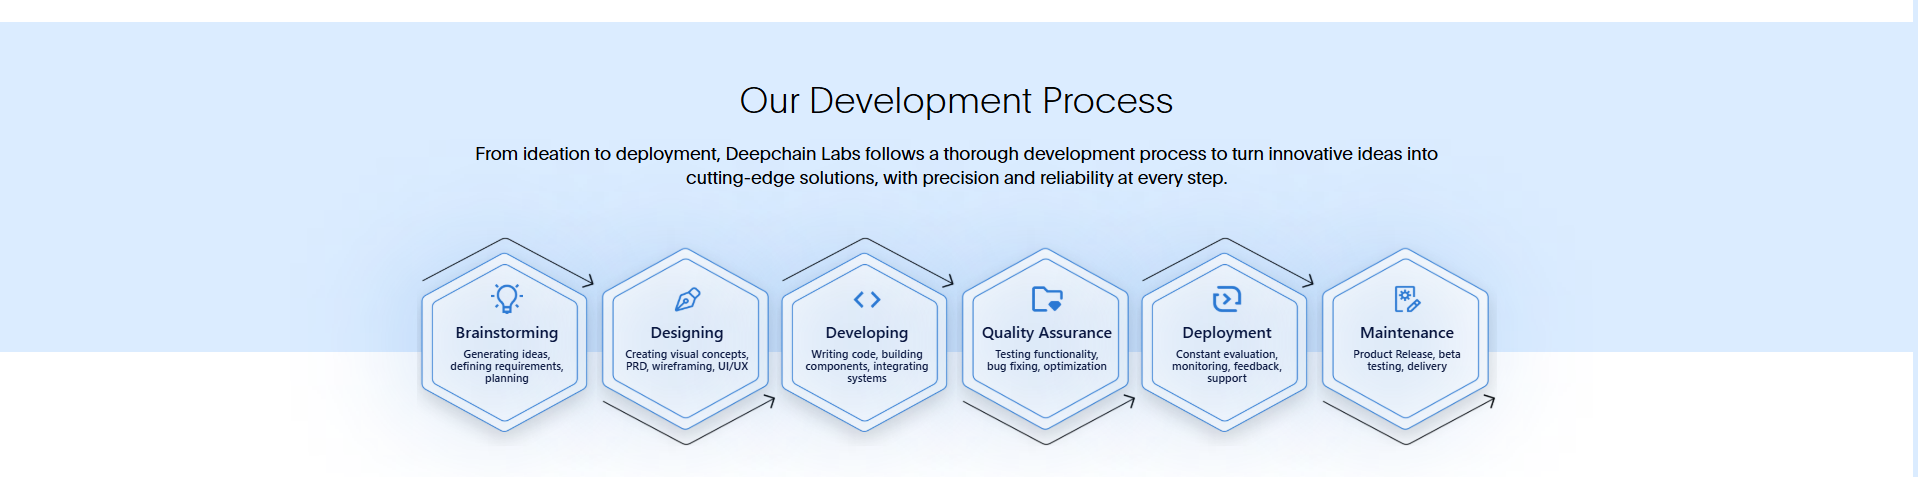 Our Development Process
From ideation to deployment, Deepchain Labs follows a thorough development process to turn innovative ideas into
cutting-edge solutions, with precision and reliability at every step.
Brainstorming
Generating ideas,
defining requirements,
planning
Designing
Creating visual concepts,
PRD, wireframing, UI/UX
Developing
Writing code, building
components, integrating
systems
Quality Assurance
Testing functionality,
bug fixing, optimization
Deployment
Constant evaluation,
monitoring, feedback,
support
Maintenance
Product Release, beta
testing, delivery